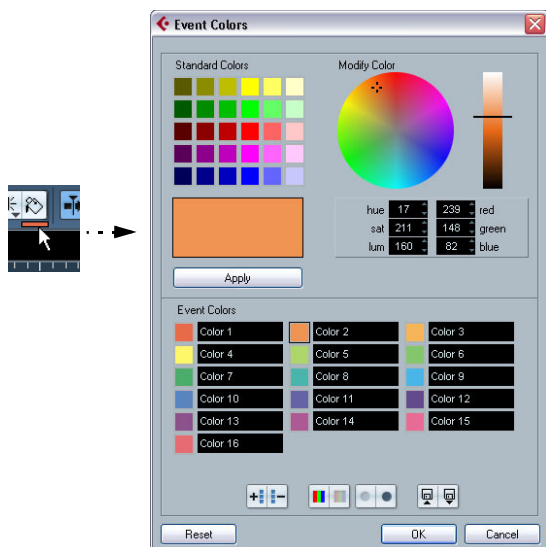 Event Colors
Standard Colors
Modify Color
hue 17 239 red
sat 211 148 green
lum 160 82 blue
Apply
Event Colors
Color 1 Color 2 Color 3
Color 4 Color 5 Color 6
Color 7 Color 8 Color 9
Color 10 Color 11 Color 12
Color 13 Color 14 Color 15
Color 16
Reset OK Cancel